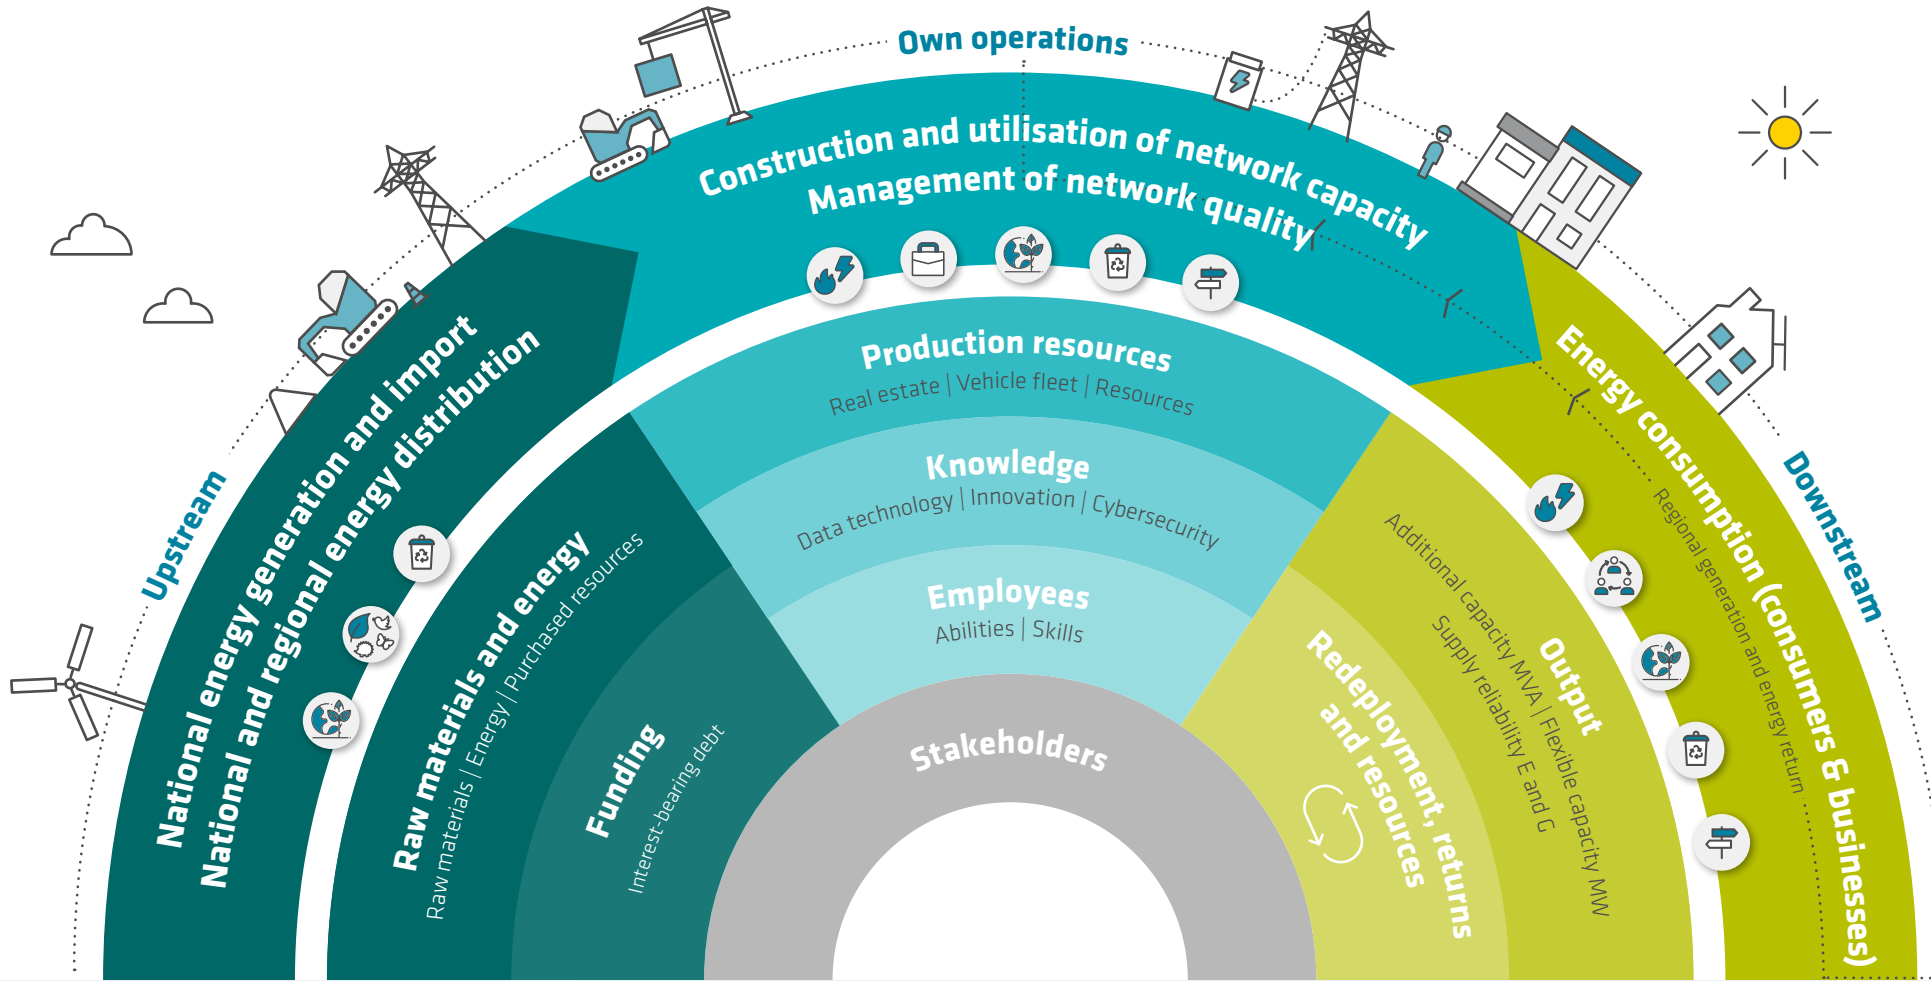 Own operations
Construction and utilisation of network capacity
Management of network quality
Upstream
National energy generation and import
National and regional energy distribution
Raw materials and energy
Raw materials | Energy | Purchased resources
Funding
Interest-bearing debt
Production resources
Real estate | Vehicle fleet | Resources
Knowledge
Data technology | Innovation | Cybersecurity
Employees
Abilities | Skills
Stakeholders
Redeployment, returns
and resources
Output
Additional capacity MVA | Flexible capacity MW
Supply reliability E and G
Energy consumption (consumers & businesses)
Regional generation and energy return
Downstream